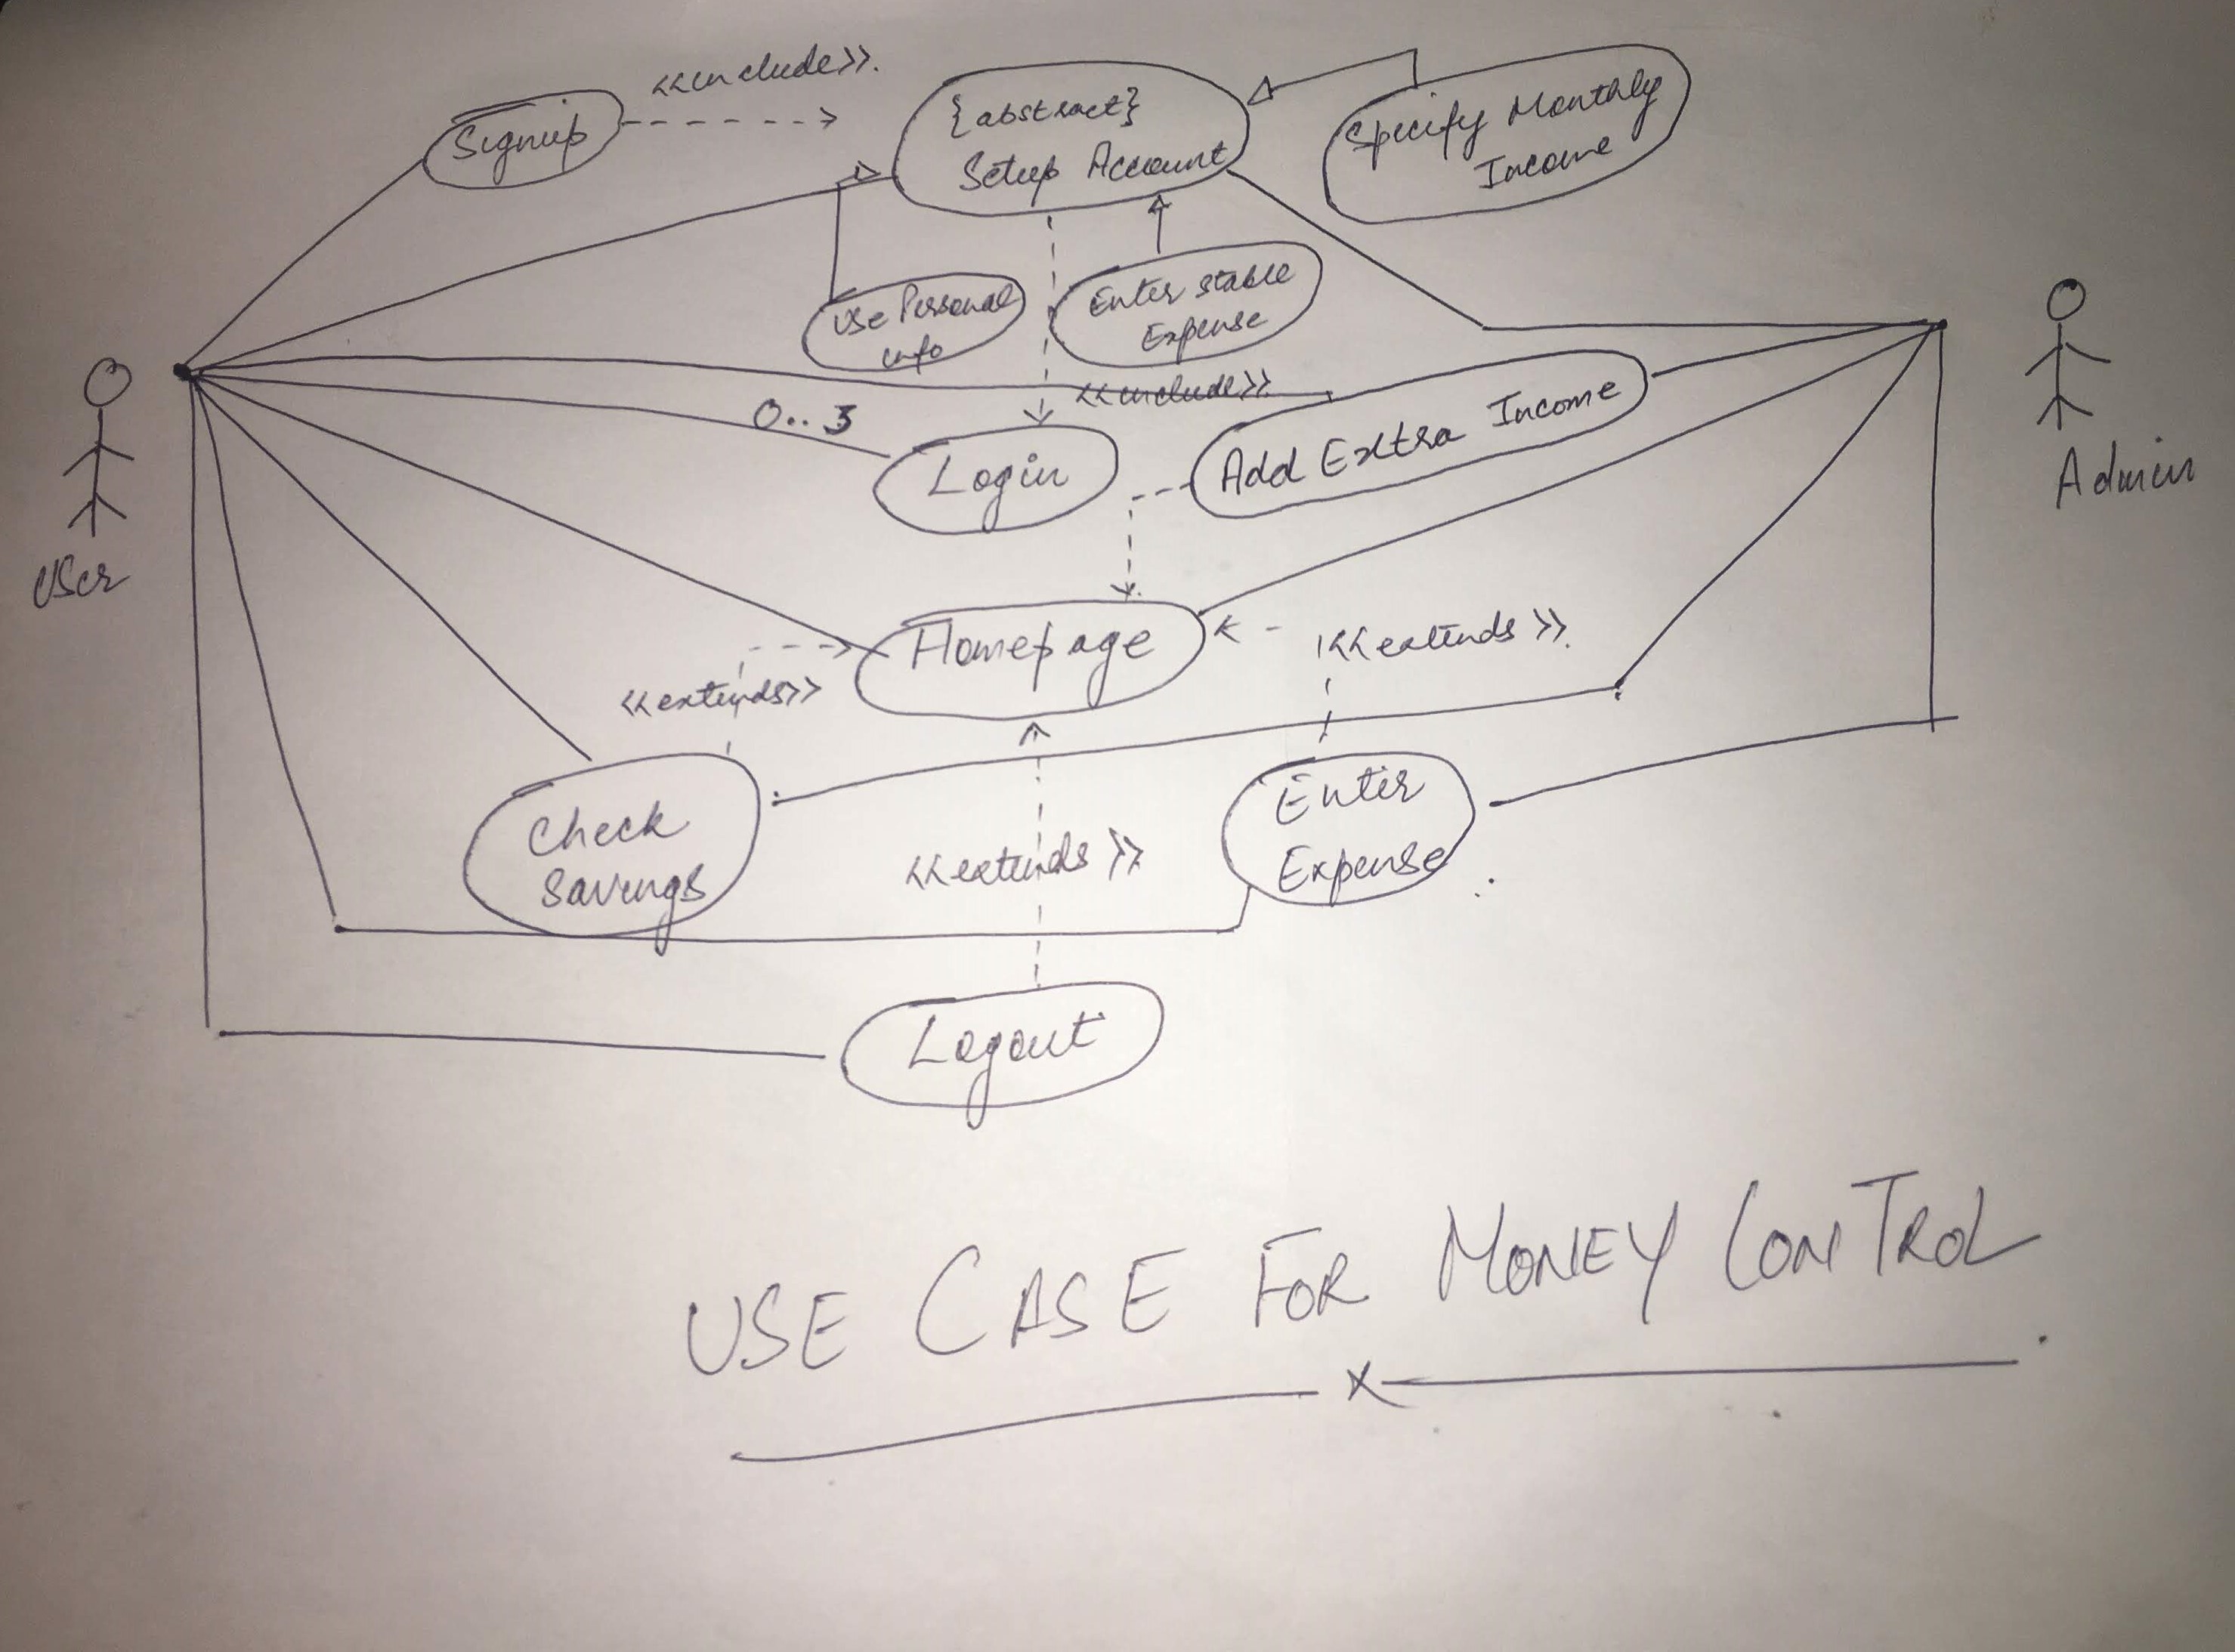 <<include>>.
Signup
{abstract}
Setup Account
Specify Monthly
Income
Use Personal
info
Enter stable
Expense
<<include>>
0..3
Login
Add Extra Income
User
Admin
Homepage
<<extends>>
<<extends>>.
Check
Savings
<<extends>>
Enter
Expense
Logout
USE CASE FOR MONEY CONTROL